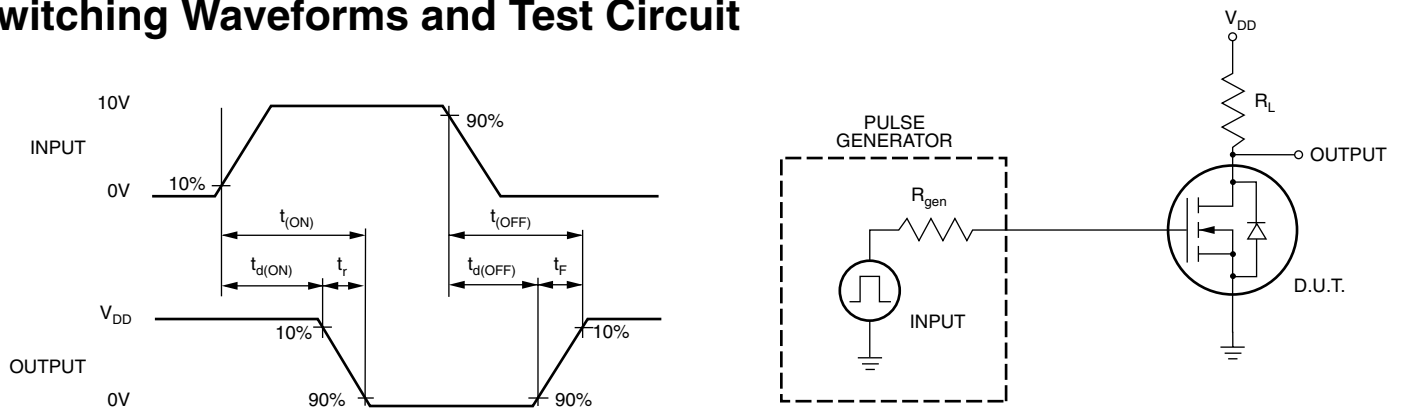 witching Waveforms and Test Circuit
10V
INPUT
0V
10%
90%
t(ON)
t(OFF)
td(ON)
tr
td(OFF)
tF
VDD
OUTPUT
0V
10%
90%
10%
90%
PULSE
GENERATOR
Rgen
INPUT
VDD
RL
OUTPUT
D.U.T.